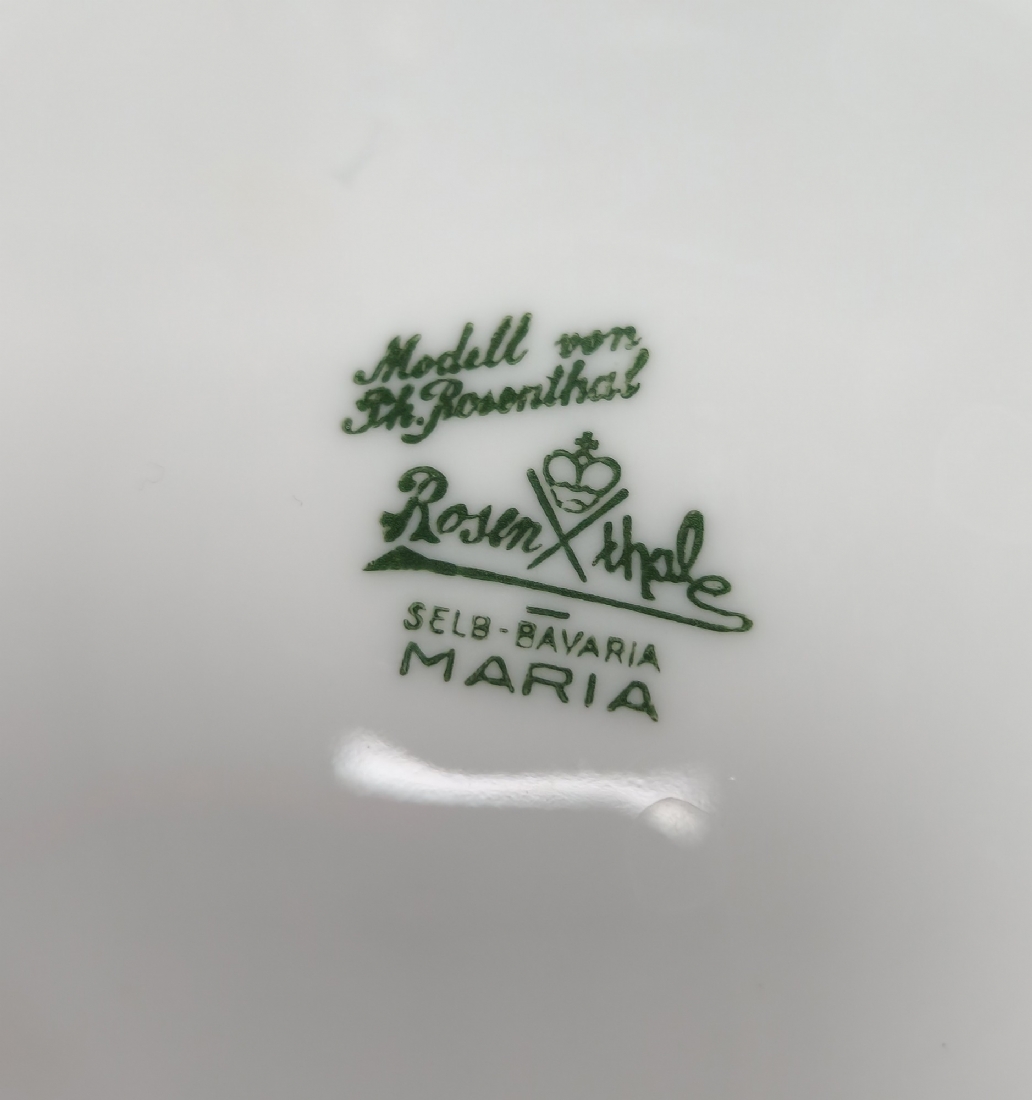 Modell von
Ph. Rosenthal
Rosenthal
SELB-BAVARIA
MARIA